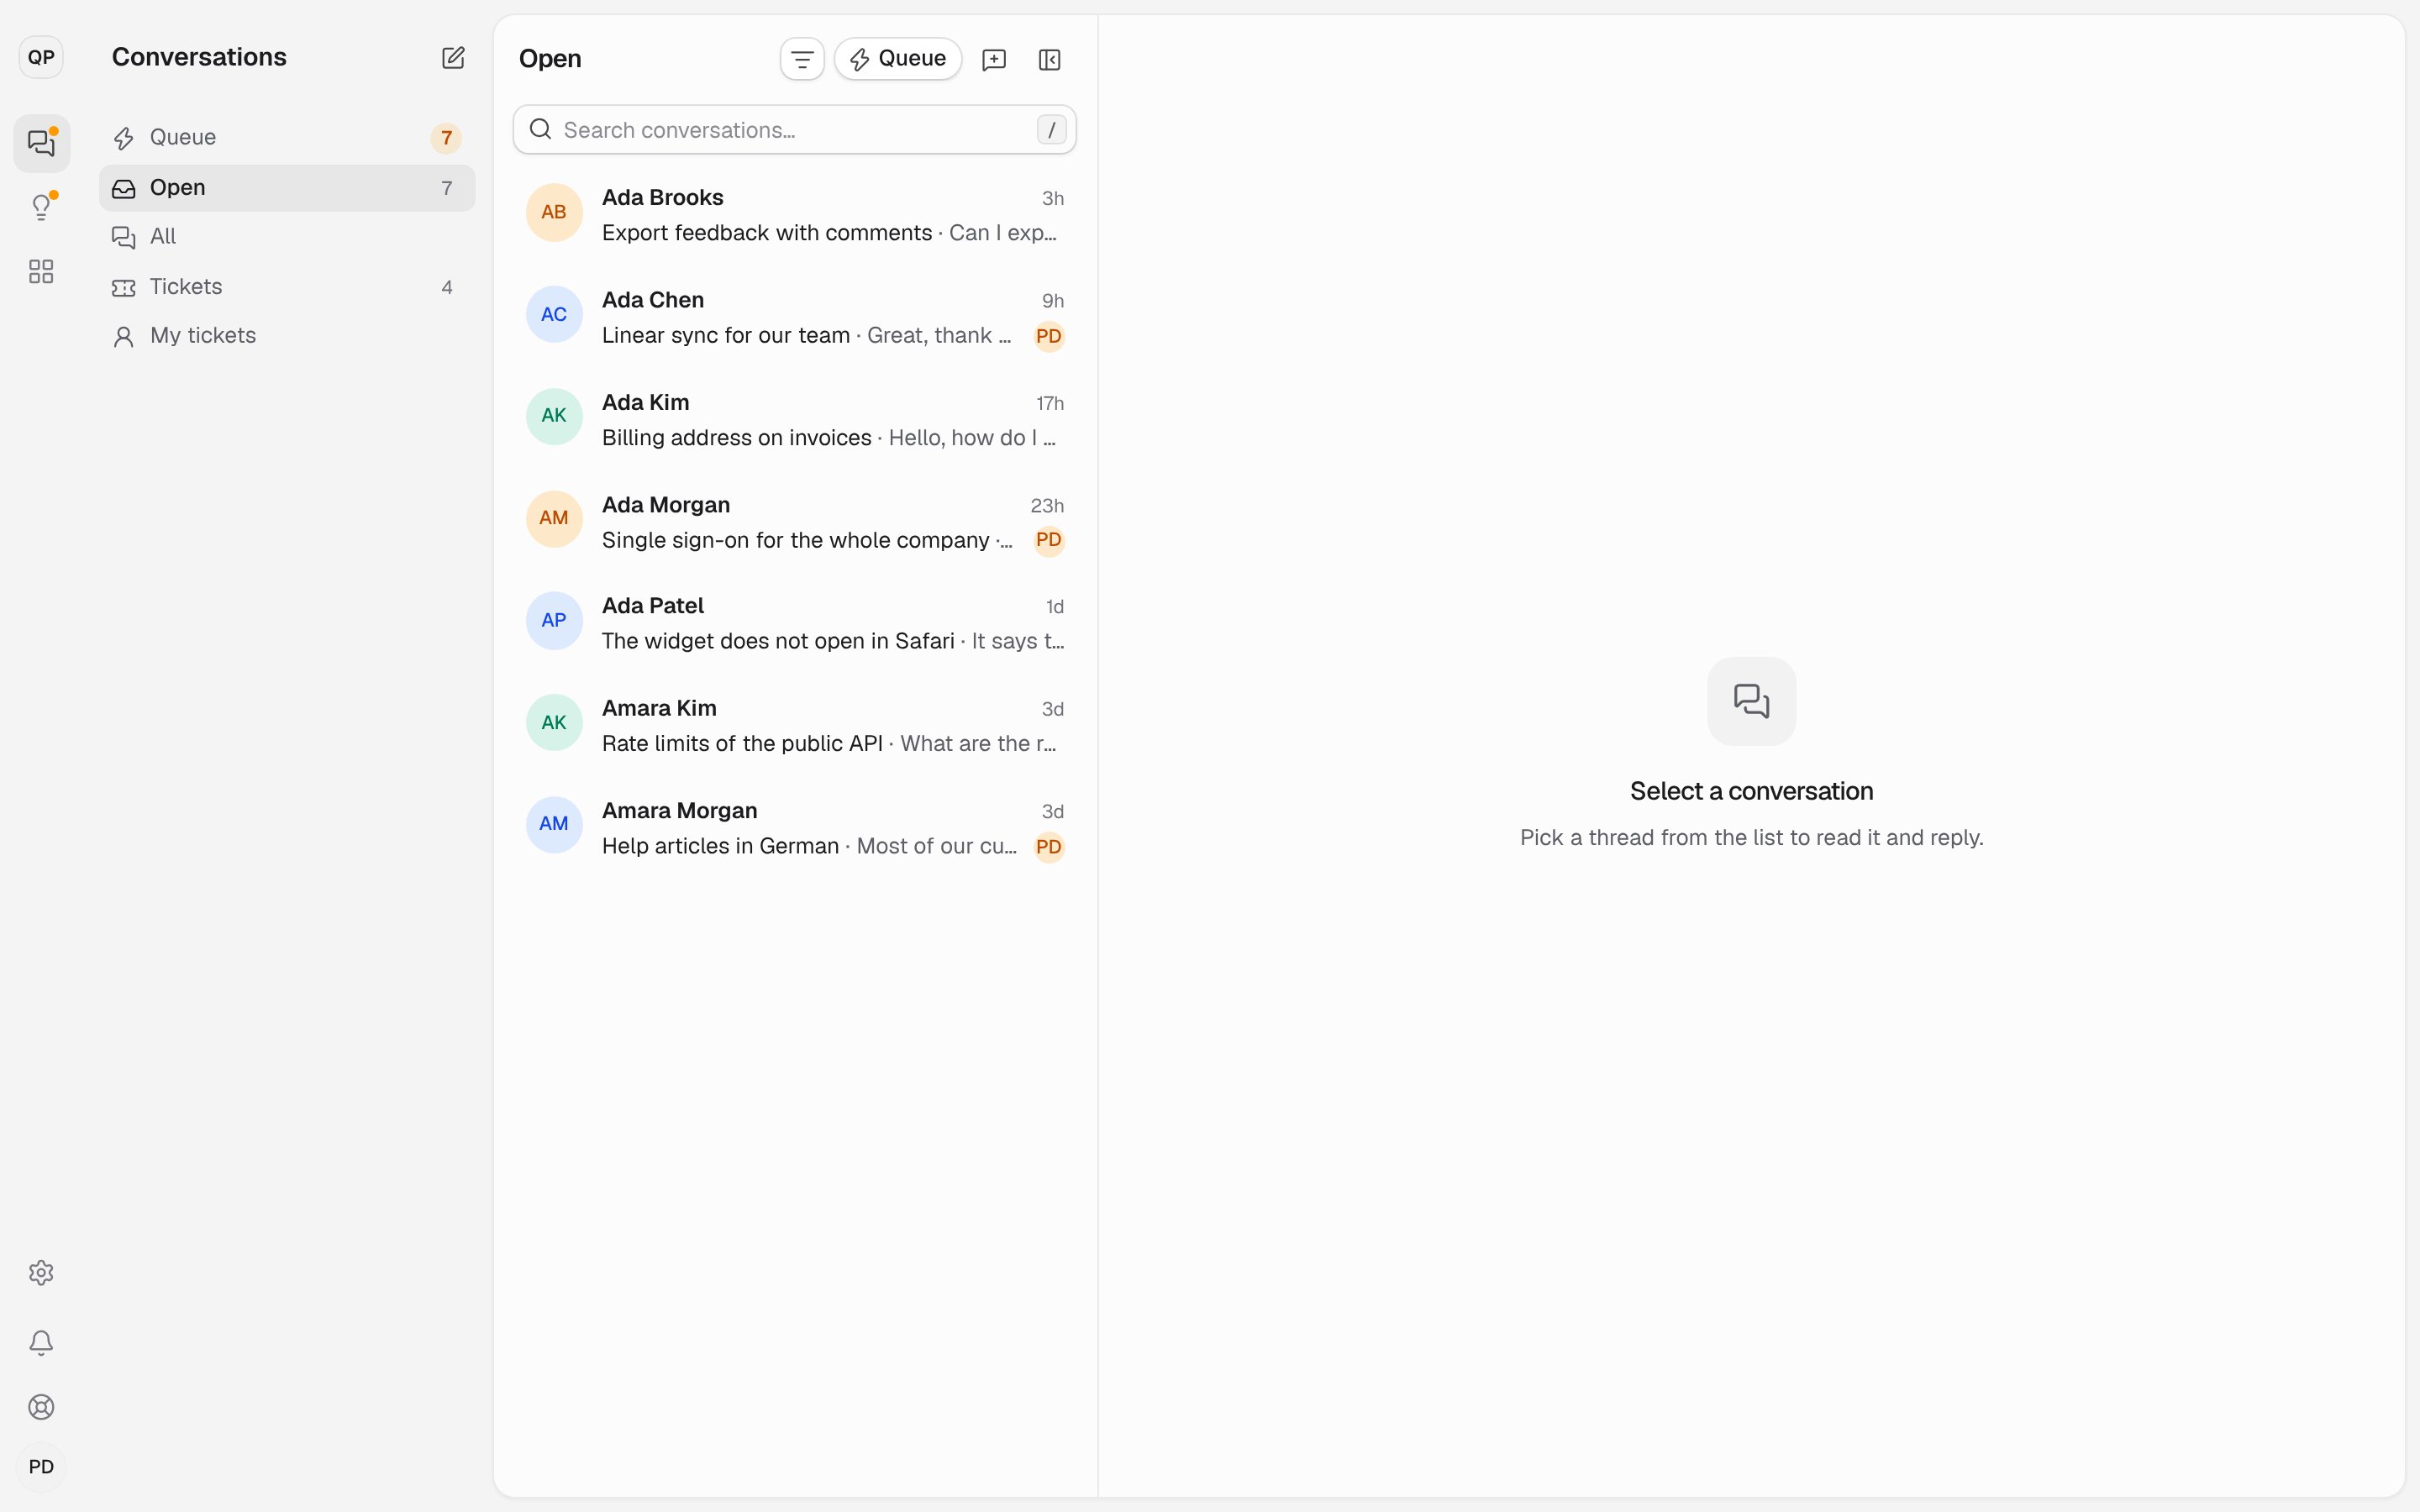 QP
Conversations
Queue 7
Open 7
All
Tickets 4
My tickets
PD
Open
Queue
Search conversations... /
AB
Ada Brooks 3h
Export feedback with comments · Can I exp...
AC
Ada Chen 9h
Linear sync for our team · Great, thank ... PD
AK
Ada Kim 17h
Billing address on invoices · Hello, how do I ...
AM
Ada Morgan 23h
Single sign-on for the whole company ·... PD
AP
Ada Patel 1d
The widget does not open in Safari · It says t...
AK
Amara Kim 3d
Rate limits of the public API · What are the r...
AM
Amara Morgan 3d
Help articles in German · Most of our cu... PD
Select a conversation
Pick a thread from the list to read it and reply.